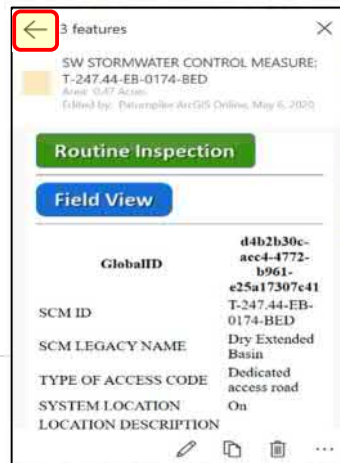 3 features
SW STORMWATER CONTROL MEASURE:
T-247.44-EB-0174-BED
Area: 0.47 Acres
Edited by: Paturnpike ArcGIS Online, May 6, 2020
Routine Inspection
Field View
GlobalID
d4b2b30c-
aec4-4772-
b961-
e25a17307c41
SCM ID
T-247.44-EB-
0174-BED
SCM LEGACY NAME
Dry Extended
Basin
TYPE OF ACCESS CODE
Dedicated
access road
SYSTEM LOCATION
On
LOCATION DESCRIPTION